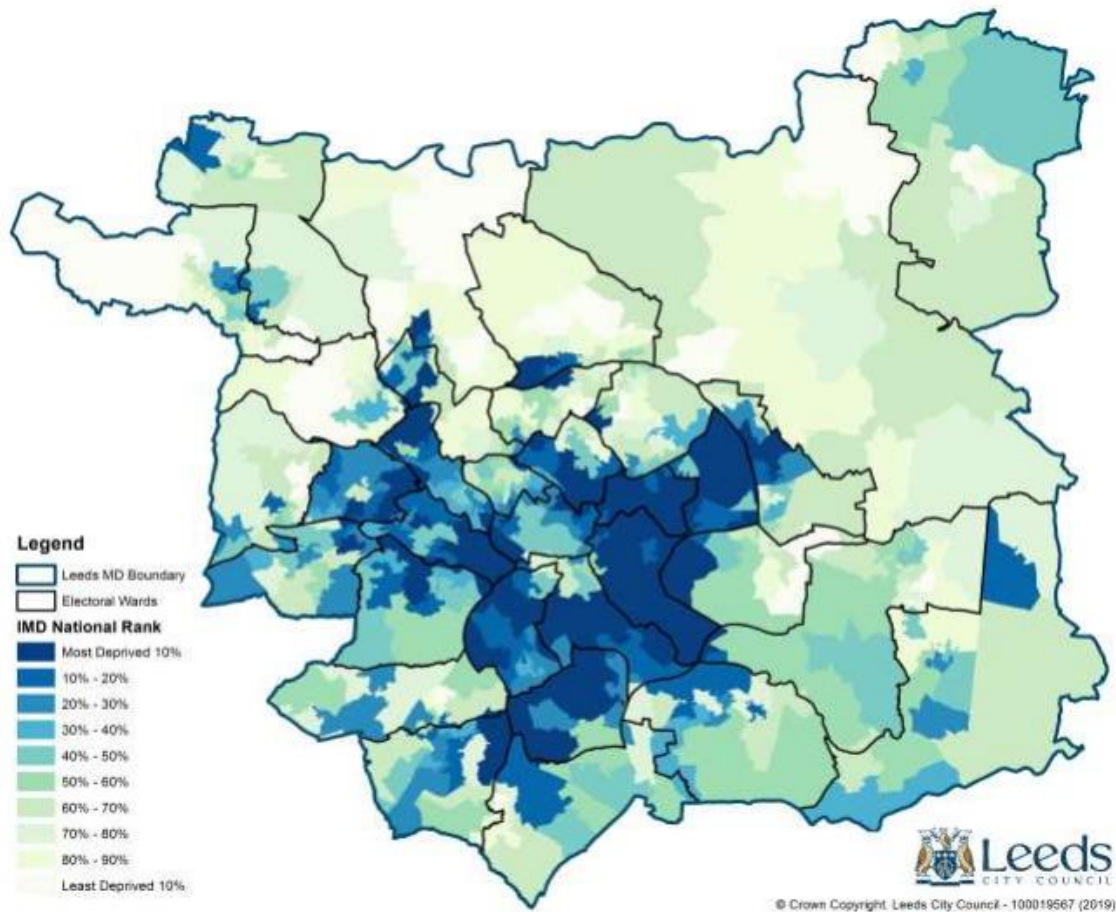 Legend
Leeds MD Boundary
Electoral Wards
IMD National Rank
Most Deprived 10%
10% - 20%
20% - 30%
30% - 40%
40% - 50%
50% - 60%
60% - 70%
70% - 80%
80% - 90%
Least Deprived 10%
Leeds
CITY COUNCIL
© Crown Copyright. Leeds City Council - 100019567 (2019)